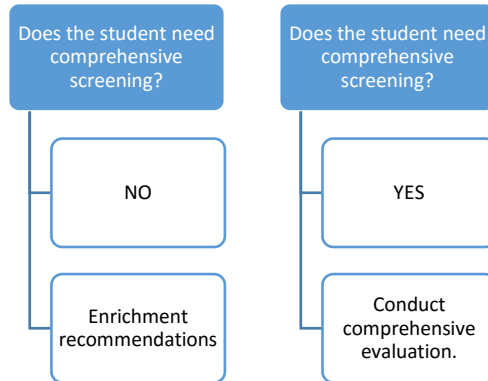 Does the student need
comprehensive
screening?
NO
Enrichment
recommendations
Does the student need
comprehensive
screening?
YES
Conduct
comprehensive
evaluation.